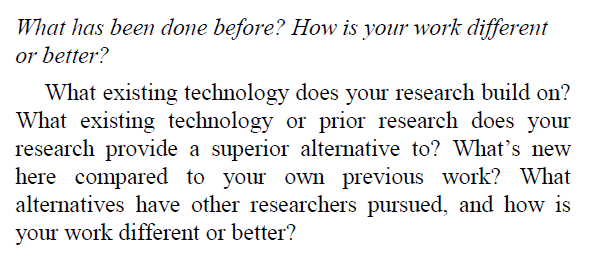 What has been done before? How is your work different
or better?
What existing technology does your research build on?
What existing technology or prior research does your
research provide a superior alternative to? What's new
here compared to your own previous work? What
alternatives have other researchers pursued, and how is
your work different or better?